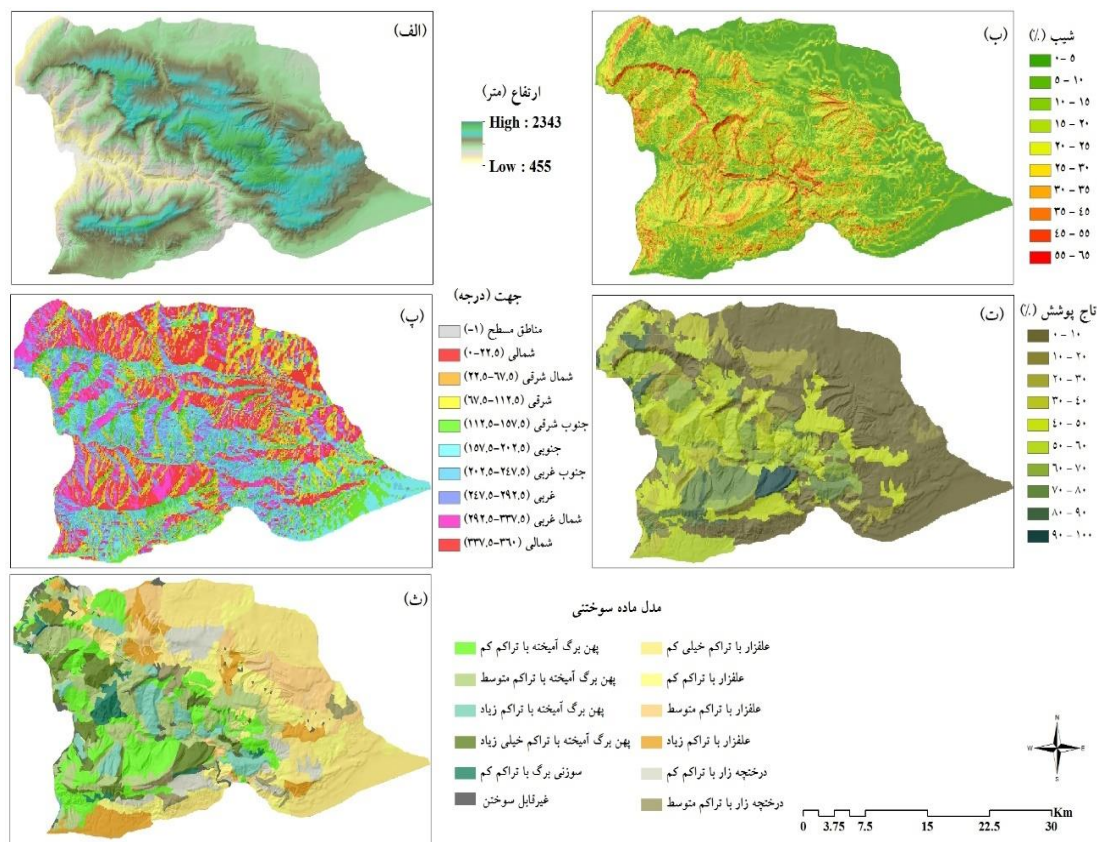 (الف)
ارتفاع (متر)
High : 2343
Low : 455
(ب)
شیب (٪)
۰ – ۵
۵ – ۱۰
۱۰ – ۱۵
۱۵ – ۲۰
۲۰ – ۲۵
۲۵ – ۳۰
۳۰ – ۳۵
۳۵ – ۴۵
۴۵ – ۵۵
۵۵ – ۶۵
(پ)
جهت (درجه)
مناطق مسطح (۱-)
شمالی (۲۲.۵-۰)
شمال شرقی (۶۷.۵-۲۲.۵)
شرقی (۱۱۲.۵-۶۷.۵)
جنوب شرقی (۱۵۷.۵-۱۱۲.۵)
جنوبی (۲۰۲.۵-۱۵۷.۵)
جنوب غربی (۲۴۷.۵-۲۰۲.۵)
غربی (۲۹۲.۵-۲۴۷.۵)
شمال غربی (۳۳۷.۵-۲۹۲.۵)
شمالی (۳۶۰-۳۳۷.۵)
(ت)
تاج پوشش (٪)
۰ – ۱۰
۱۰ – ۲۰
۲۰ – ۳۰
۳۰ – ۴۰
۴۰ – ۵۰
۵۰ – ۶۰
۶۰ – ۷۰
۷۰ – ۸۰
۸۰ – ۹۰
۹۰ – ۱۰۰
(ث)
مدل ماده سوختنی
علفزار با تراکم خیلی کم
علفزار با تراکم کم
علفزار با تراکم متوسط
علفزار با تراکم زیاد
درختچه زار با تراکم کم
درختچه زار با تراکم متوسط
پهن برگ آمیخته با تراکم کم
پهن برگ آمیخته با تراکم متوسط
پهن برگ آمیخته با تراکم زیاد
پهن برگ آمیخته با تراکم خیلی زیاد
سوزنی برگ با تراکم کم
غیرقابل سوختن
N
W E
S
Km
0 3.75 7.5 15 22.5 30